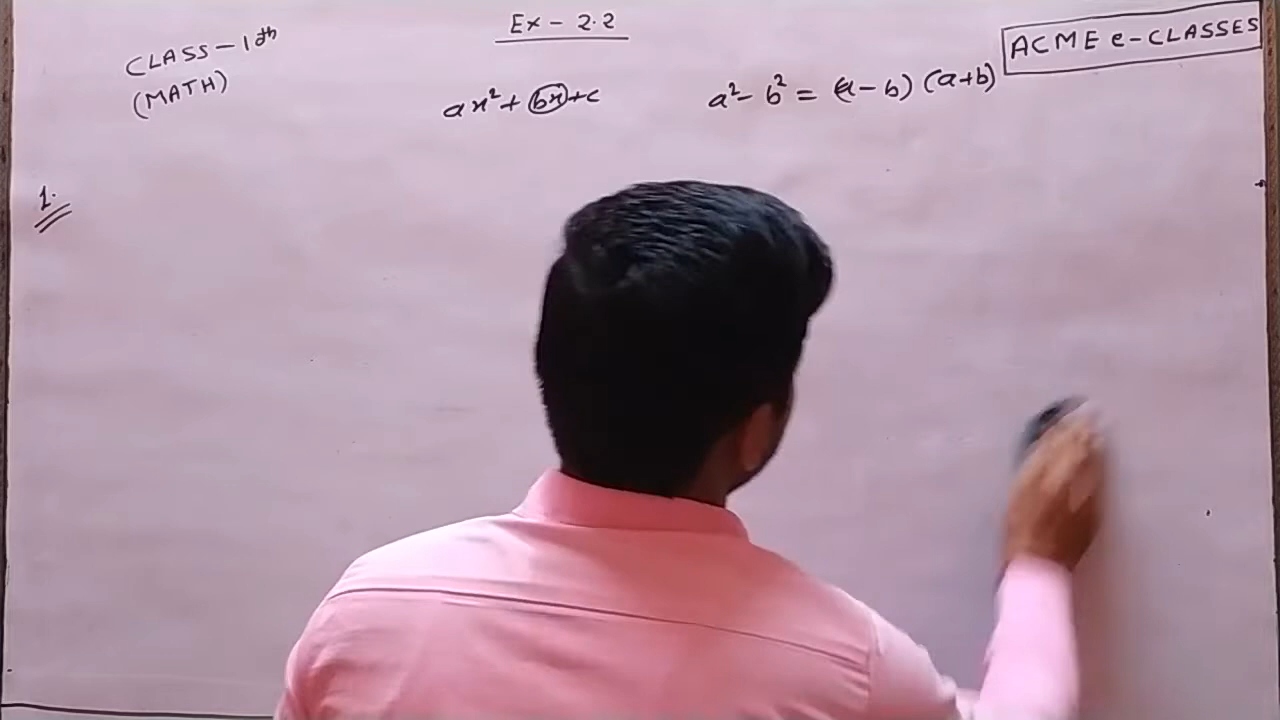 Ex - 2.2
ACME e-CLASSES
CLASS - 10th
(MATH)
ax² + bx + c
a² - b² = (a - b) (a + b)
1.